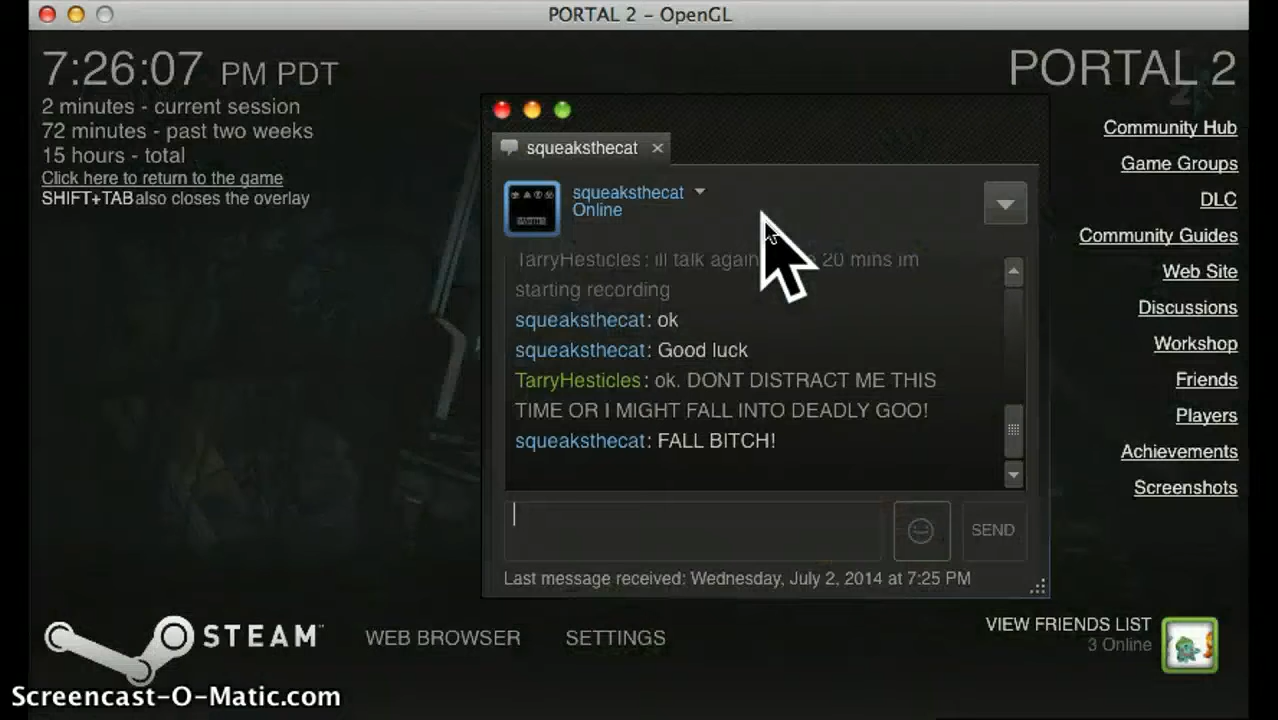 PORTAL 2 - OpenGL
7:26:07 PM PDT
2 minutes - current session
72 minutes - past two weeks
15 hours - total
Click here to return to the game
SHIFT+TAB also closes the overlay
PORTAL 2
Community Hub
Game Groups
DLC
Community Guides
Web Site
Discussions
Workshop
Friends
Players
Achievements
Screenshots
squeaksthecat
squeaksthecat
Online
TarryHesticles: ill talk again 20 mins im
starting recording
squeaksthecat: ok
squeaksthecat: Good luck
TarryHesticles: ok. DONT DISTRACT ME THIS
TIME OR I MIGHT FALL INTO DEADLY GOO!
squeaksthecat: FALL BITCH!
SEND
Last message received: Wednesday, July 2, 2014 at 7:25 PM
STEAM™
WEB BROWSER
SETTINGS
VIEW FRIENDS LIST
3 Online
Screencast-O-Matic.com